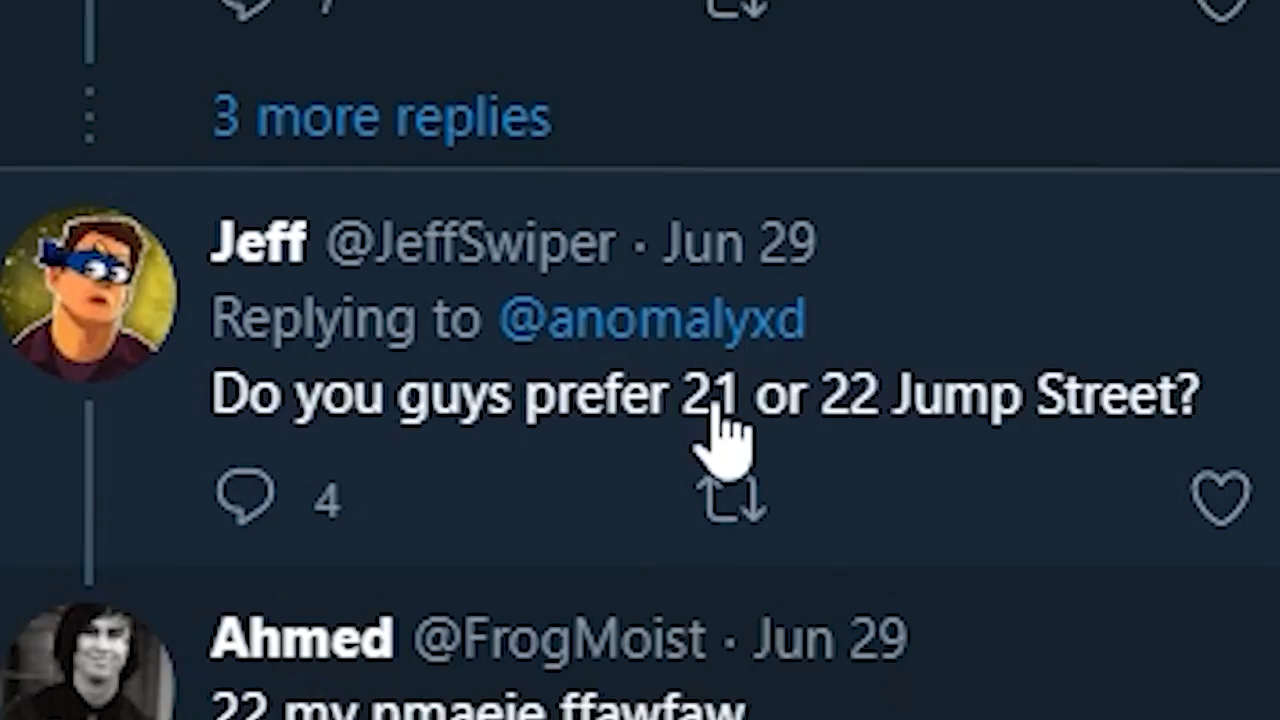 3 more replies
Jeff @JeffSwiper · Jun 29
Replying to @anomalyxd
Do you guys prefer 21 or 22 Jump Street?
4
Ahmed @FrogMoist · Jun 29
22 my pmaeie ffawfaw